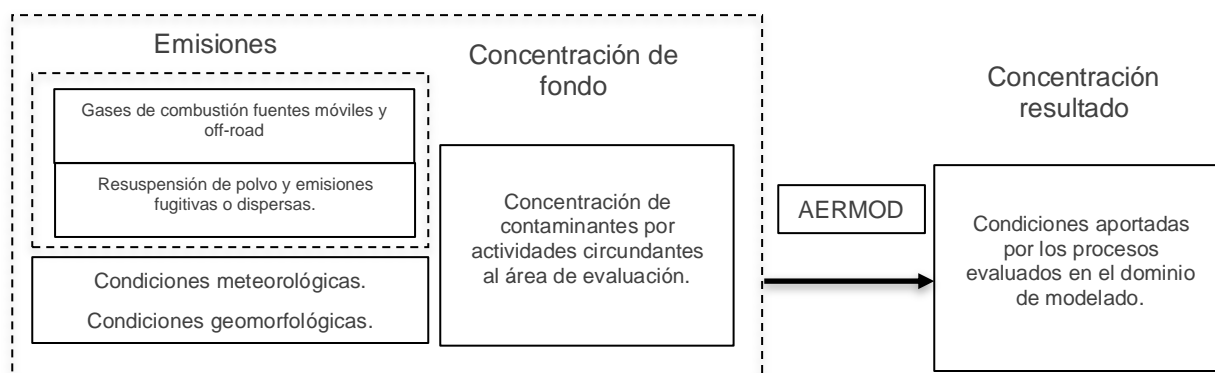 Emisiones
Gases de combustión fuentes móviles y
off-road
Resuspensión de polvo y emisiones
fugitivas o dispersas.
Condiciones meteorológicas.
Condiciones geomorfológicas.
Concentración de
fondo
Concentración de
contaminantes por
actividades circundantes
al área de evaluación.
AERMOD
Concentración
resultado
Condiciones aportadas
por los procesos
evaluados en el dominio
de modelado.